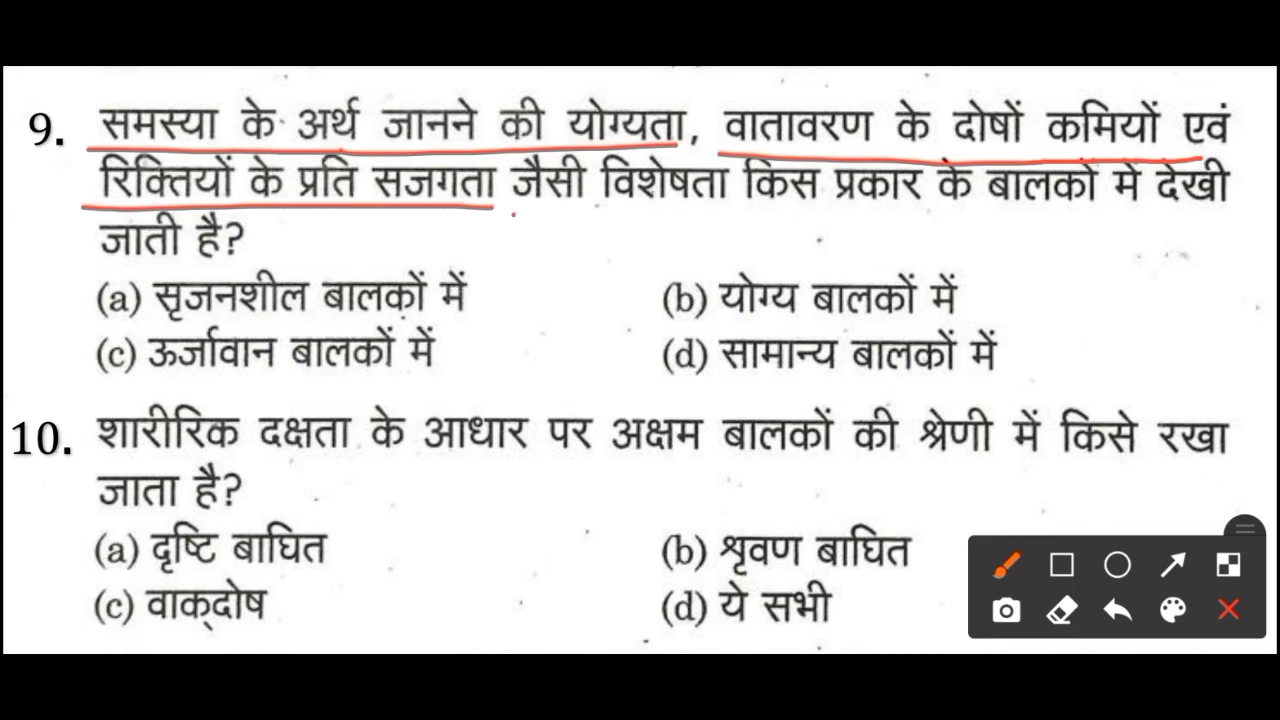 9. समस्या के अर्थ जानने की योग्यता, वातावरण के दोषों कमियों एवं
रिक्तियों के प्रति सजगता जैसी विशेषता किस प्रकार के बालकों में देखी
जाती है?
(a) सृजनशील बालकों में (b) योग्य बालकों में
(c) ऊर्जावान बालकों में (d) सामान्य बालकों में
10. शारीरिक दक्षता के आधार पर अक्षम बालकों की श्रेणी में किसे रखा
जाता है?
(a) दृष्टि बाघित (b) श्रृवण बाघित
(c) वाक्‌दोष (d) ये सभी